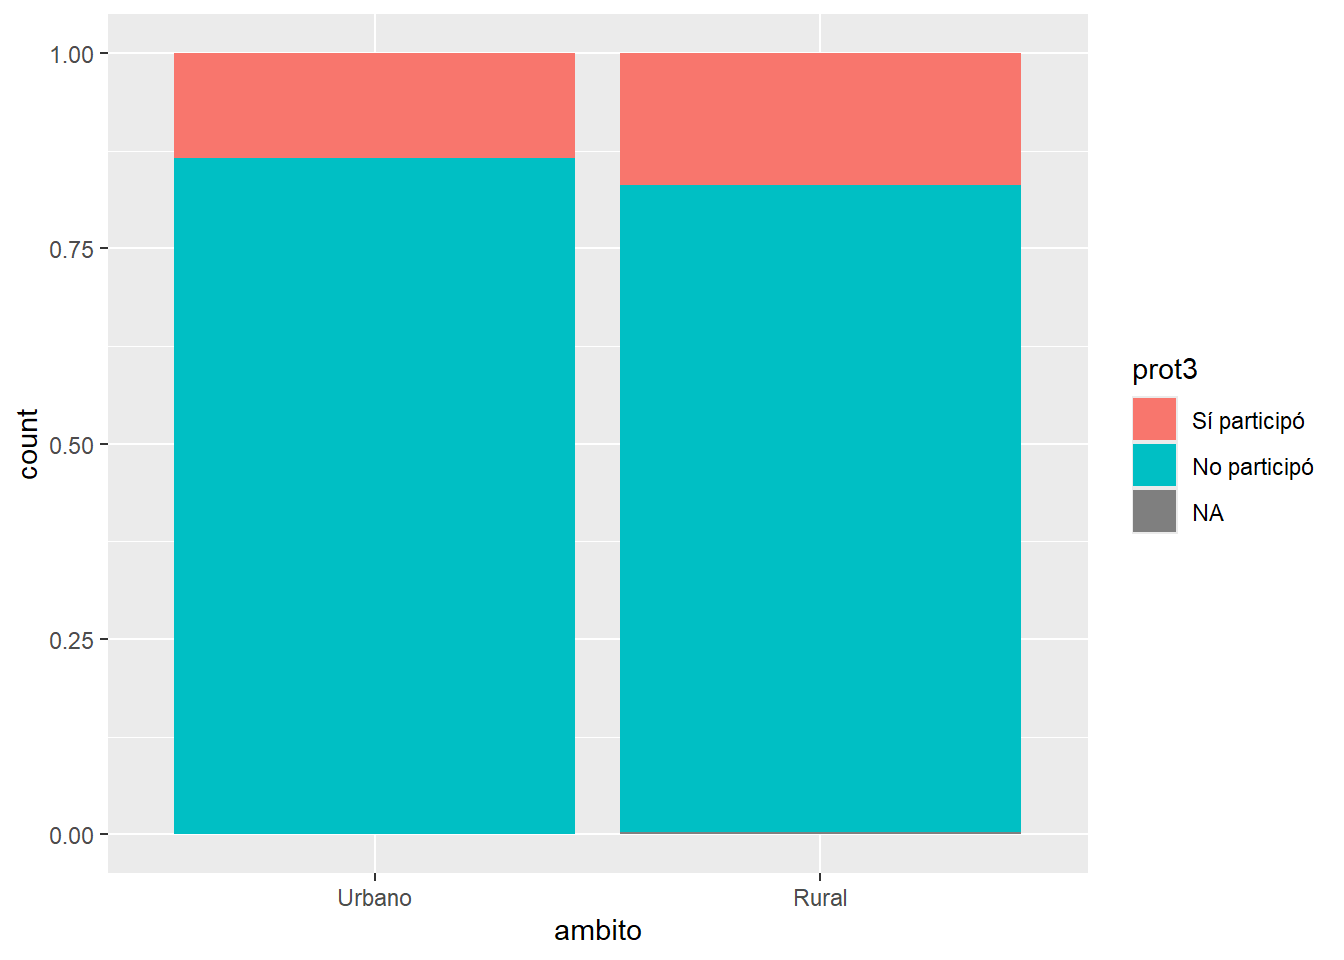 1.00
0.75
0.50
0.25
0.00
count
Urbano
Rural
ambito
prot3
Sí participó
No participó
NA